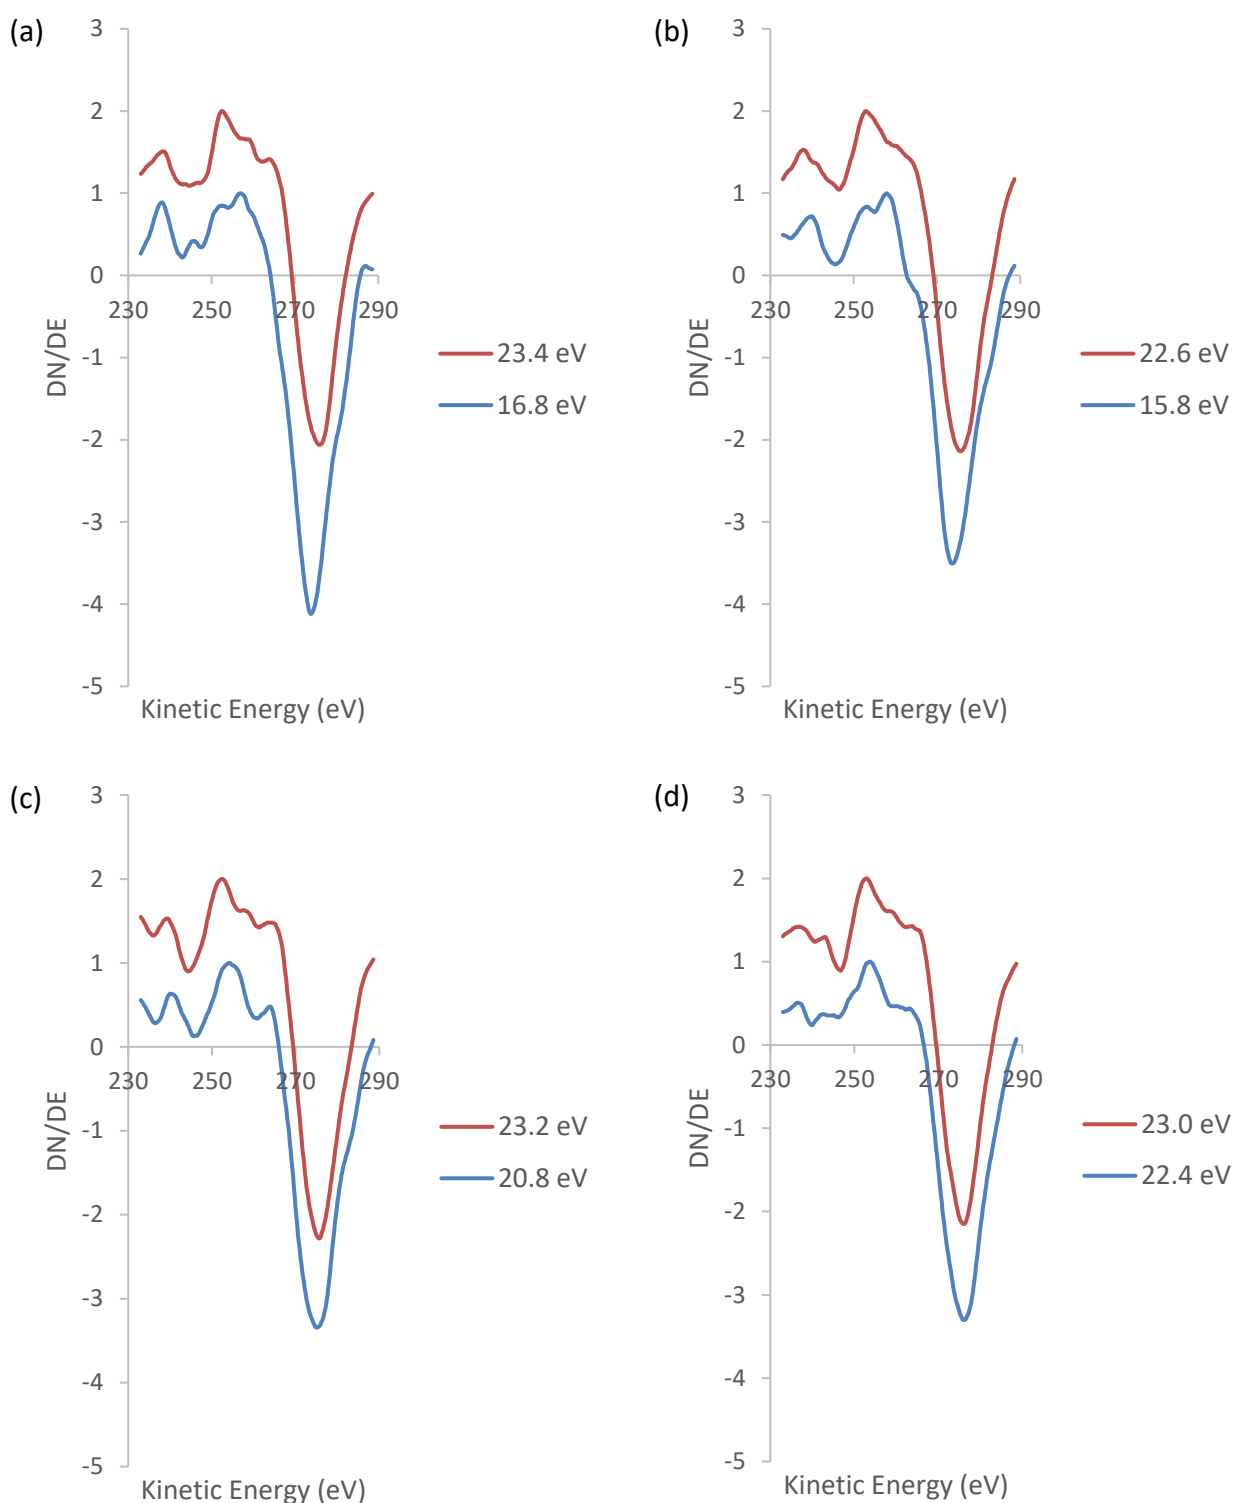 (a)
3
2
1
0
-1
-2
-3
-4
-5
230
250
270
290
DN/DE
Kinetic Energy (eV)
23.4 eV
16.8 eV
(b)
3
2
1
0
-1
-2
-3
-4
-5
230
250
270
290
DN/DE
Kinetic Energy (eV)
22.6 eV
15.8 eV
(c)
3
2
1
0
-1
-2
-3
-4
-5
230
250
270
290
DN/DE
Kinetic Energy (eV)
23.2 eV
20.8 eV
(d)
3
2
1
0
-1
-2
-3
-4
-5
230
250
270
290
DN/DE
Kinetic Energy (eV)
23.0 eV
22.4 eV